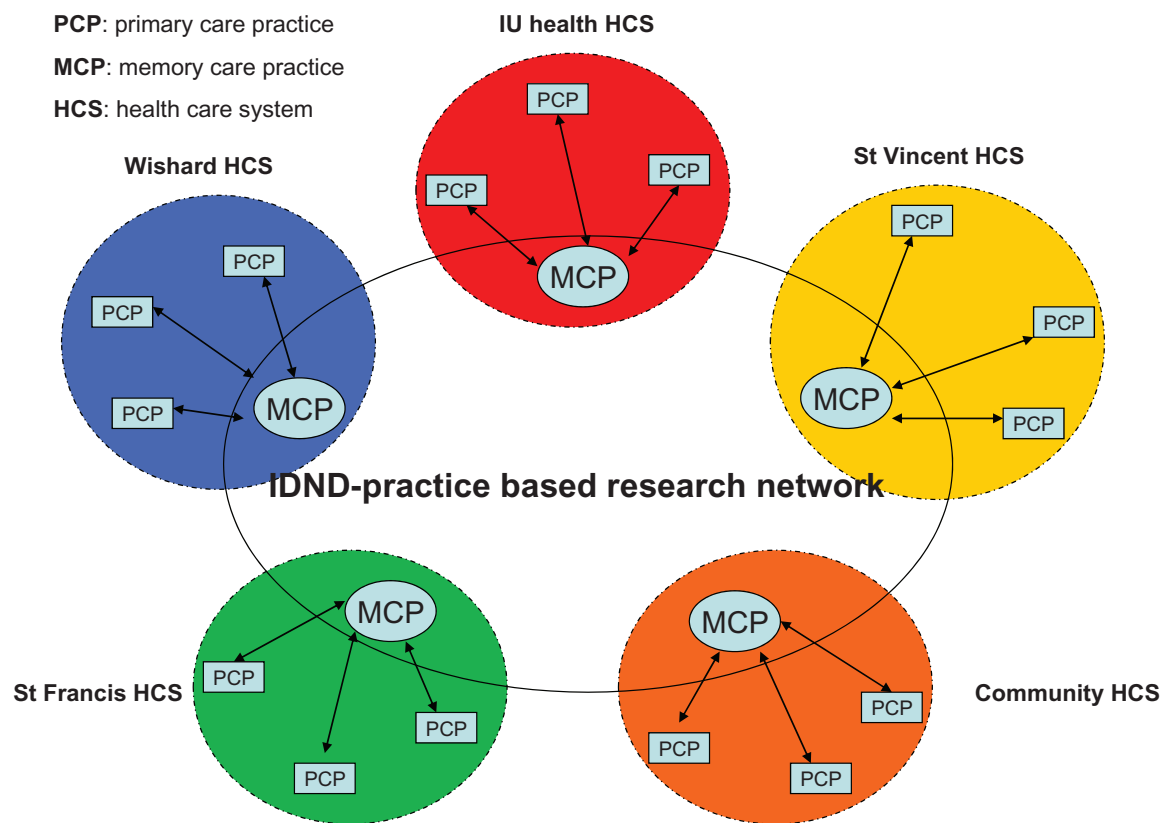 PCP: primary care practice
MCP: memory care practice
HCS: health care system
IU health HCS
PCP
PCP
PCP
MCP
Wishard HCS
PCP
PCP
PCP
MCP
St Vincent HCS
PCP
PCP
MCP
PCP
IDND-practice based research network
St Francis HCS
MCP
PCP
PCP
PCP
Community HCS
MCP
PCP
PCP
PCP